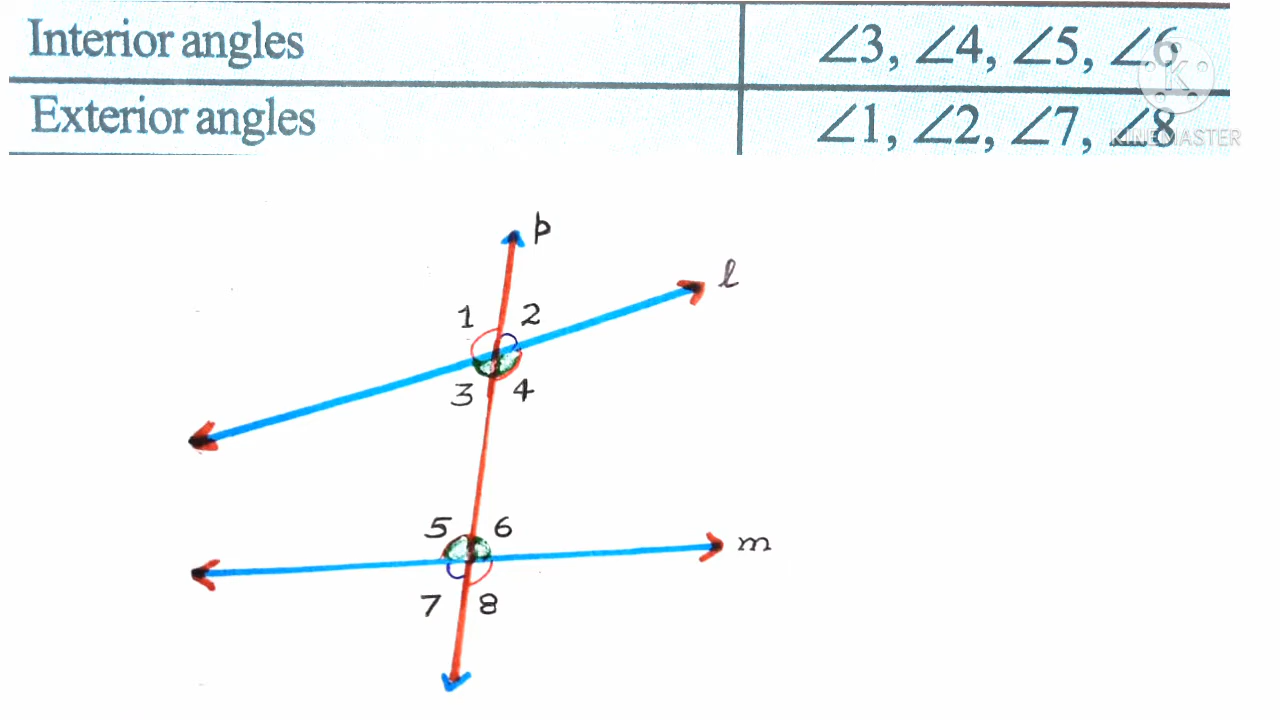 Interior angles ∠3, ∠4, ∠5, ∠6
Exterior angles ∠1, ∠2, ∠7, ∠8
KINEMASTER
p
l
1 2
3 4
5 6
m
7 8